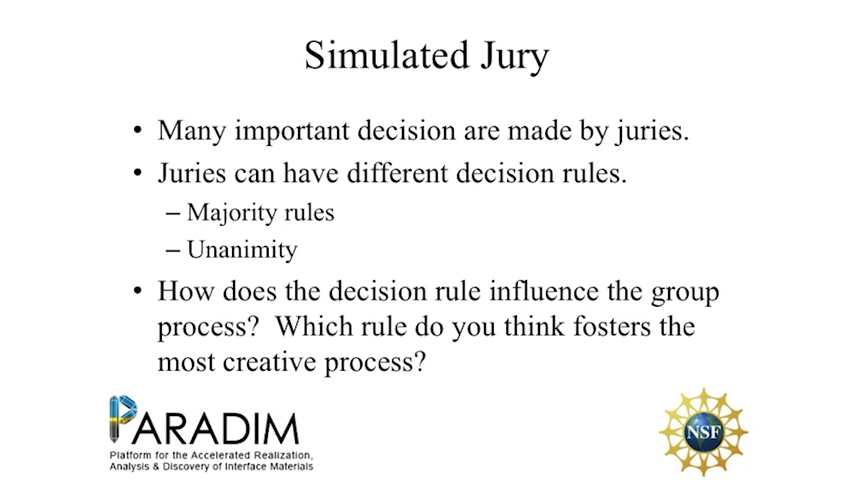 Simulated Jury
• Many important decision are made by juries.
• Juries can have different decision rules.
– Majority rules
– Unanimity
• How does the decision rule influence the group
process? Which rule do you think fosters the
most creative process?
PARADIM
Platform for the Accelerated Realization,
Analysis & Discovery of Interface Materials
NSF